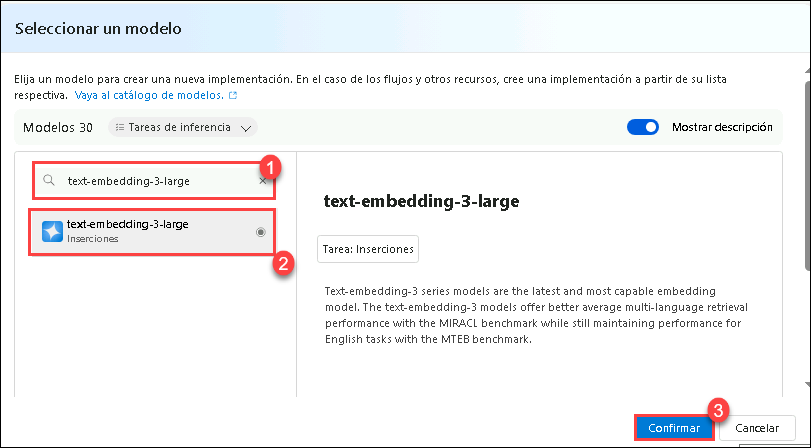 Seleccionar un modelo
Elija un modelo para crear una nueva implementación. En el caso de los flujos y otros recursos, cree una implementación a partir de su lista
respectiva. Vaya al catálogo de modelos.
Modelos 30
Tareas de inferencia
Mostrar descripción
1
text-embedding-3-large
text-embedding-3-large
Inserciones
2
text-embedding-3-large
Tarea: Inserciones
Text-embedding-3 series models are the latest and most capable embedding
model. The text-embedding-3 models offer better average multi-language retrieval
performance with the MIRACL benchmark while still maintaining performance for
English tasks with the MTEB benchmark.
3
Confirmar
Cancelar